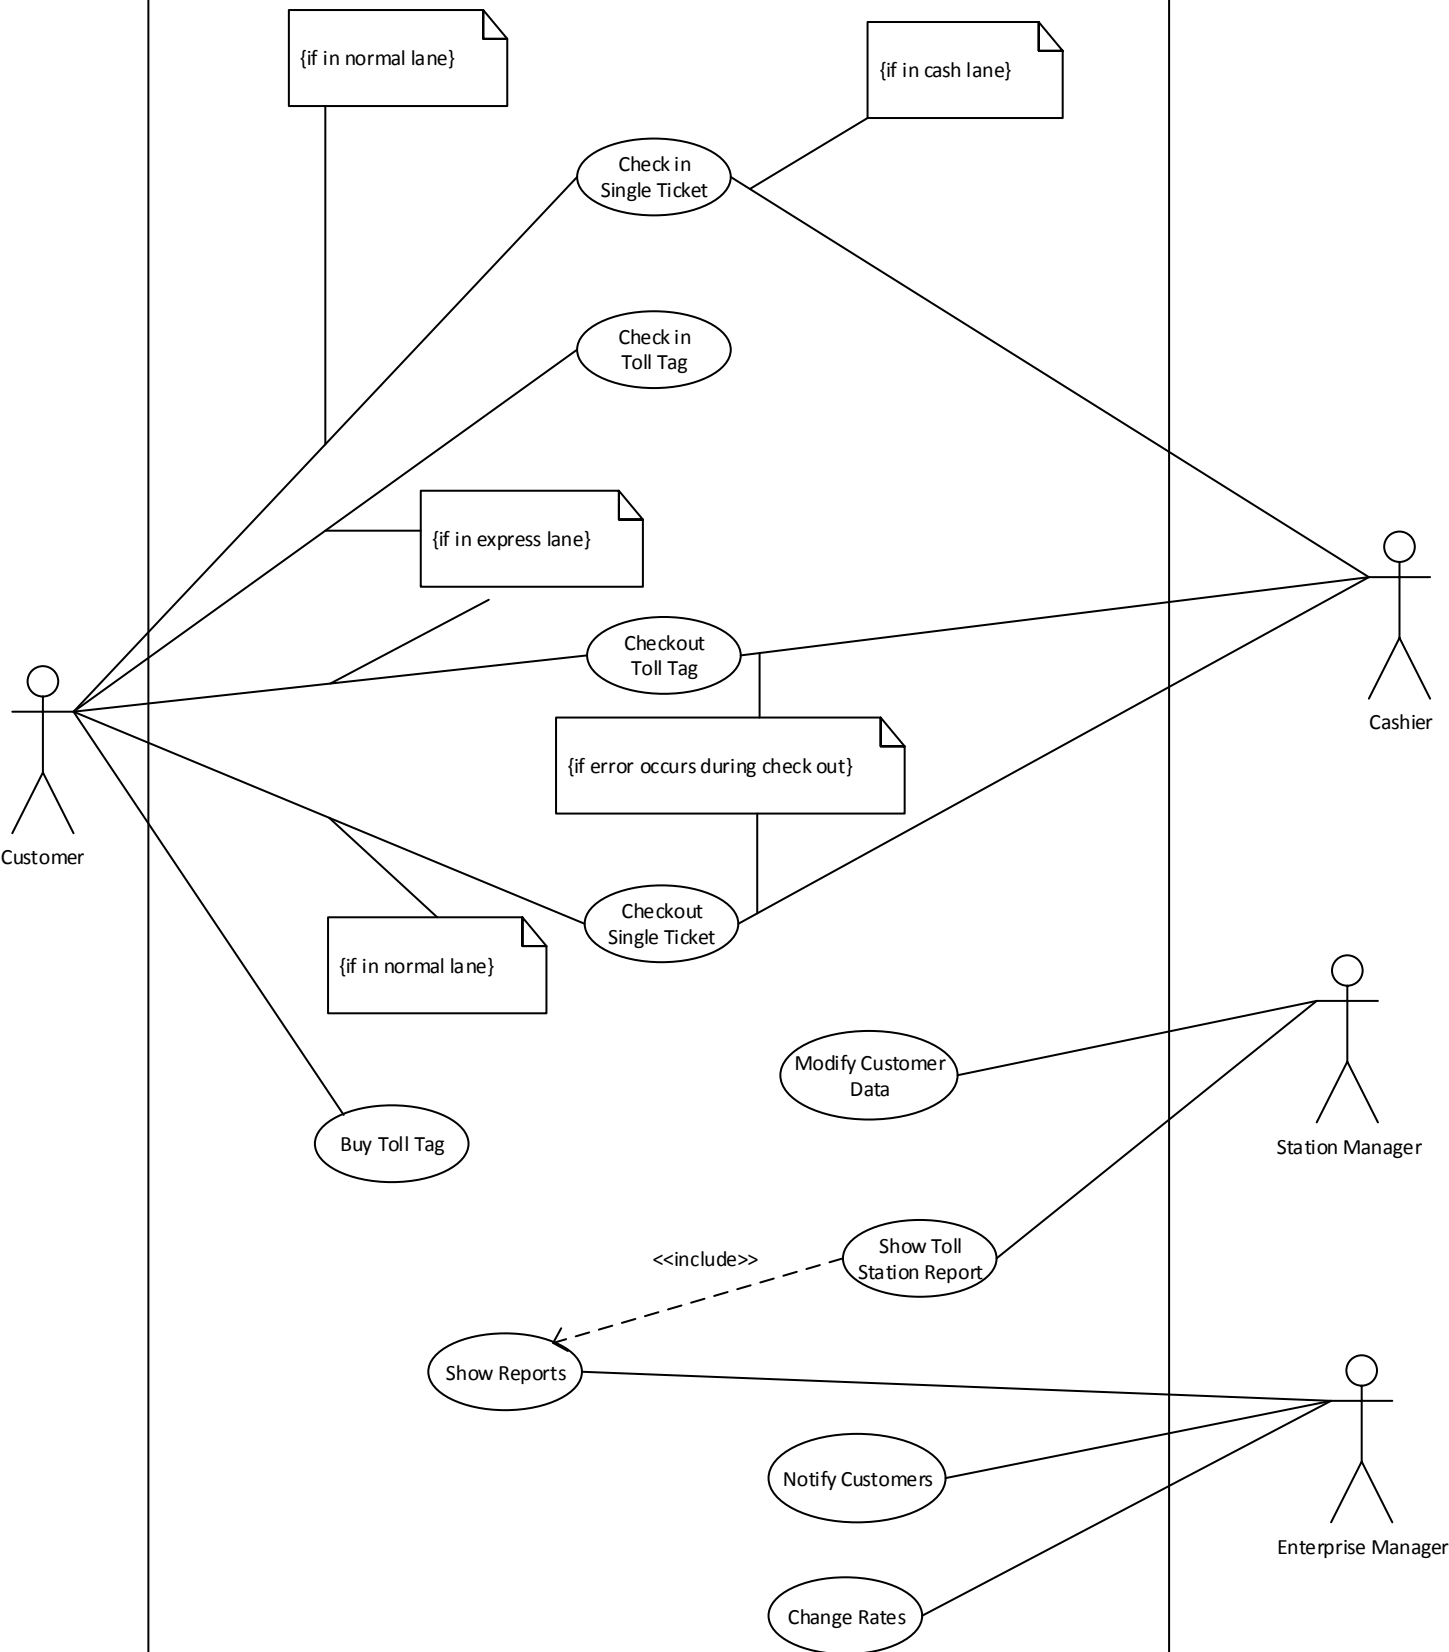 {if in normal lane}
{if in cash lane}
Check in
Single Ticket
Check in
Toll Tag
{if in express lane}
Checkout
Toll Tag
Cashier
{if error occurs during check out}
Customer
Checkout
Single Ticket
{if in normal lane}
Modify Customer
Data
Buy Toll Tag
Station Manager
Show Toll
Station Report
<<include>>
Show Reports
Notify Customers
Enterprise Manager
Change Rates